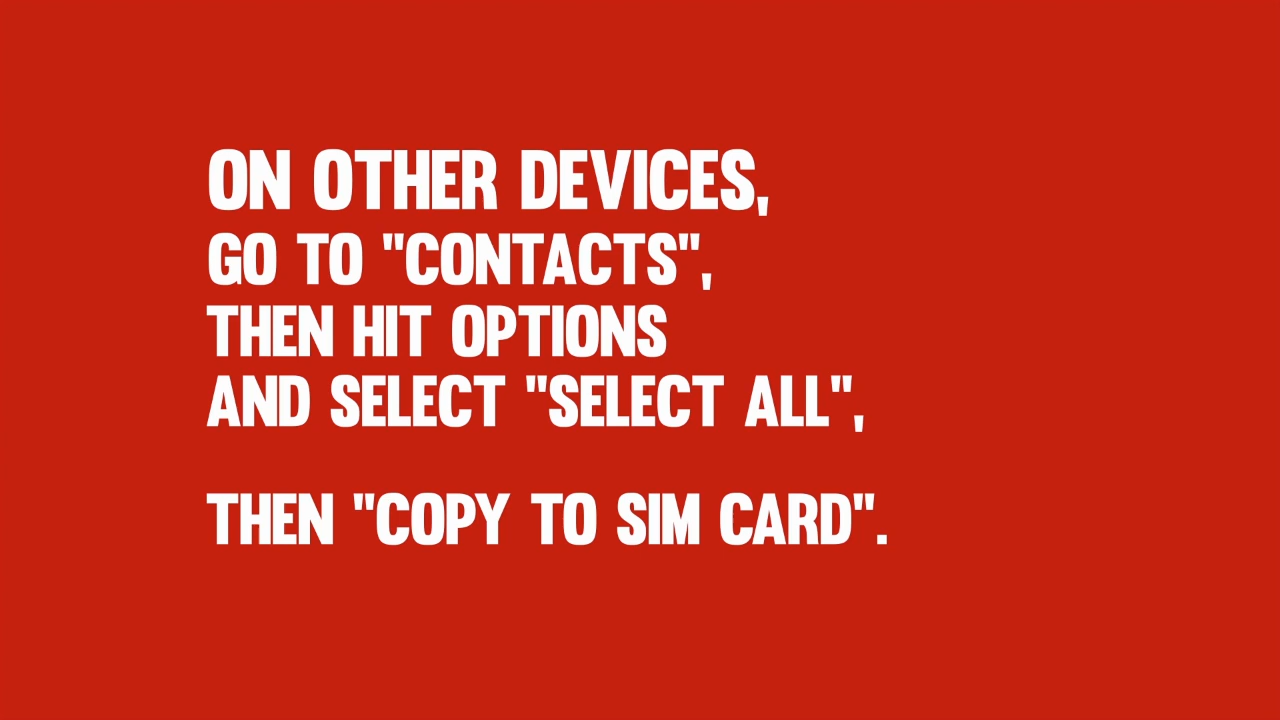 ON OTHER DEVICES,
GO TO "CONTACTS",
THEN HIT OPTIONS
AND SELECT "SELECT ALL",
THEN "COPY TO SIM CARD".